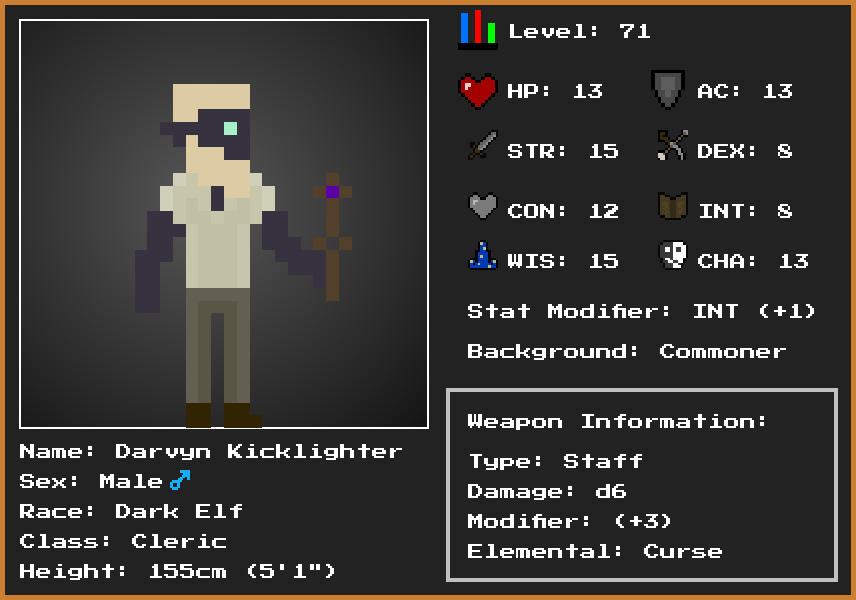 Level: 71
HP: 13
AC: 13
STR: 15
DEX: 8
CON: 12
INT: 8
WIS: 15
CHA: 13
Stat Modifier: INT (+1)
Background: Commoner
Weapon Information:
Type: Staff
Damage: d6
Modifier: (+3)
Elemental: Curse
Name: Darvyn Kicklighter
Sex: Male♂
Race: Dark Elf
Class: Cleric
Height: 155cm (5'1")